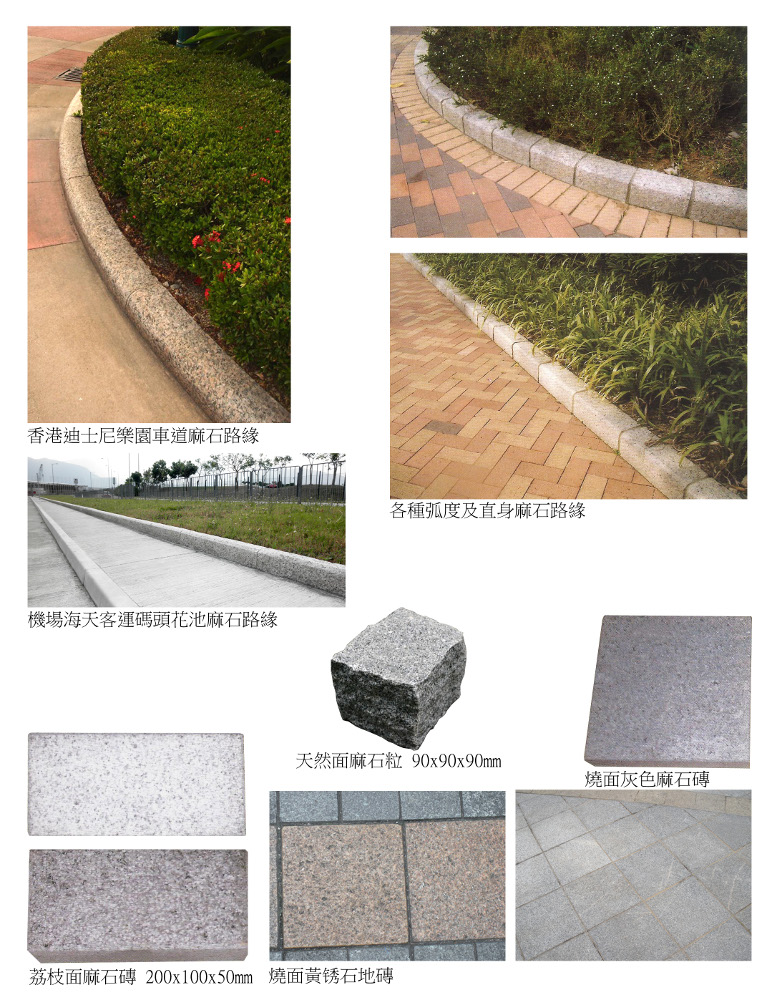 香港迪士尼樂園車道麻石路緣
各種弧度及直身麻石路緣
機場海天客運碼頭花池麻石路緣
天然面麻石粒 90x90x90mm
燒面灰色麻石磚
荔枝面麻石磚 200x100x50mm
燒面黃锈石地磚